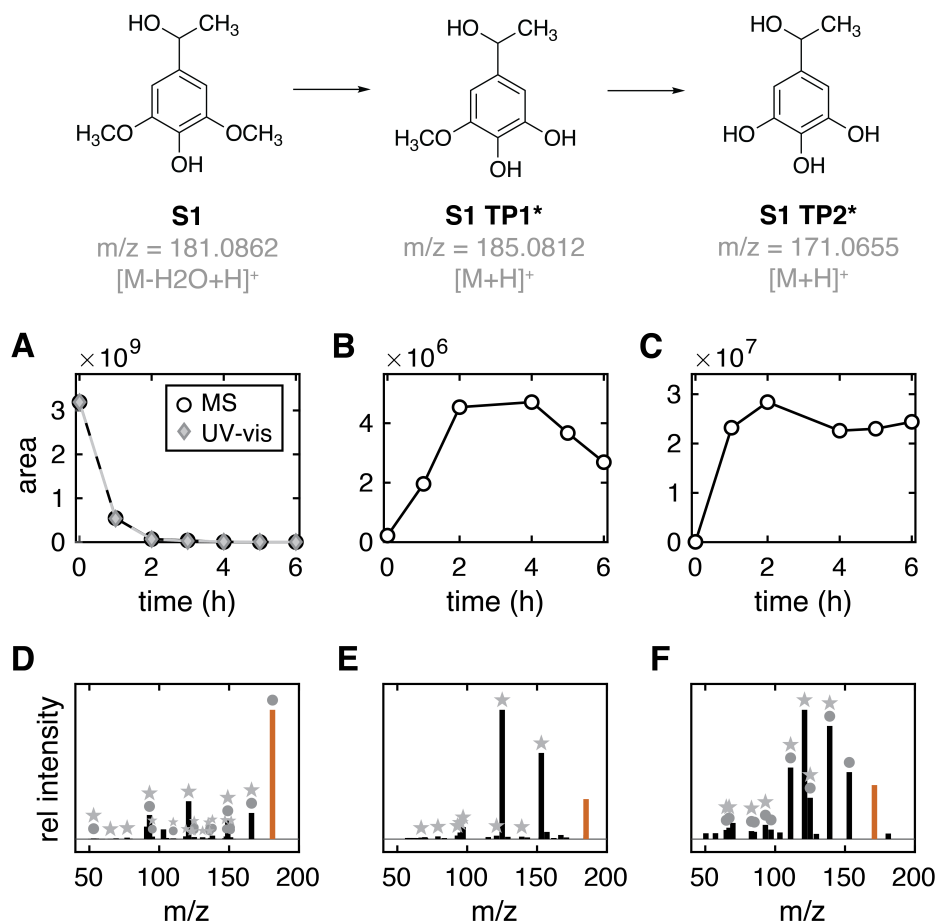 HO CH3
OCH3
H3CO
OH
HO CH3
H3CO
OH
OH
HO CH3
HO
OH
OH
S1
m/z = 181.0862
[M-H2O+H]+
S1 TP1*
m/z = 185.0812
[M+H]+
S1 TP2*
m/z = 171.0655
[M+H]+
A
×10^9
MS
UV-vis
area
3
2
1
0
0 2 4 6
time (h)
B
×10^6
4
2
0
0 2 4 6
time (h)
C
×10^7
3
2
1
0
0 2 4 6
time (h)
D
rel intensity
50 100 150 200
m/z
E
50 100 150 200
m/z
F
50 100 150 200
m/z